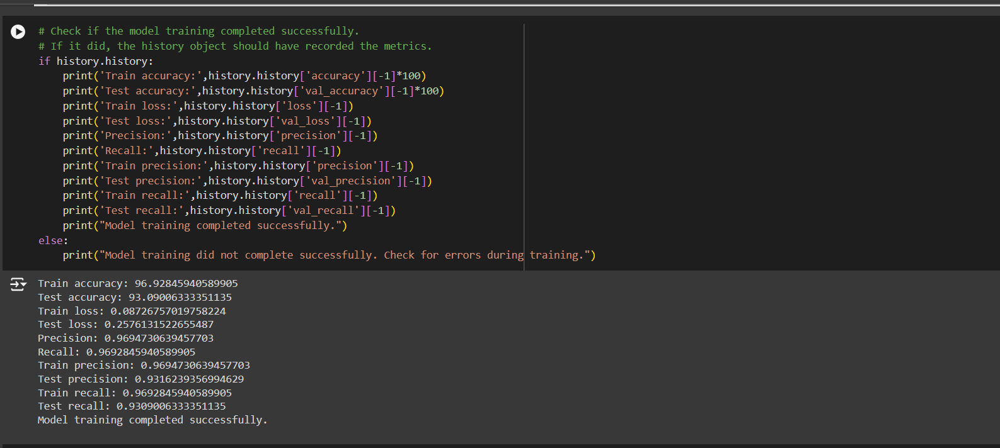 # Check if the model training completed successfully.
# If it did, the history object should have recorded the metrics.
if history.history:
    print('Train accuracy:',history.history['accuracy'][-1]*100)
    print('Test accuracy:',history.history['val_accuracy'][-1]*100)
    print('Train loss:',history.history['loss'][-1])
    print('Test loss:',history.history['val_loss'][-1])
    print('Precision:',history.history['precision'][-1])
    print('Recall:',history.history['recall'][-1])
    print('Train precision:',history.history['precision'][-1])
    print('Test precision:',history.history['val_precision'][-1])
    print('Train recall:',history.history['recall'][-1])
    print('Test recall:',history.history['val_recall'][-1])
    print("Model training completed successfully.")
else:
    print("Model training did not complete successfully. Check for errors during training.")
Train accuracy: 96.92845940589905
Test accuracy: 93.09006333351135
Train loss: 0.08726757019758224
Test loss: 0.2576131522655487
Precision: 0.9694730639457703
Recall: 0.9692845940589905
Train precision: 0.9694730639457703
Test precision: 0.9316239356994629
Train recall: 0.9692845940589905
Test recall: 0.9309006333351135
Model training completed successfully.